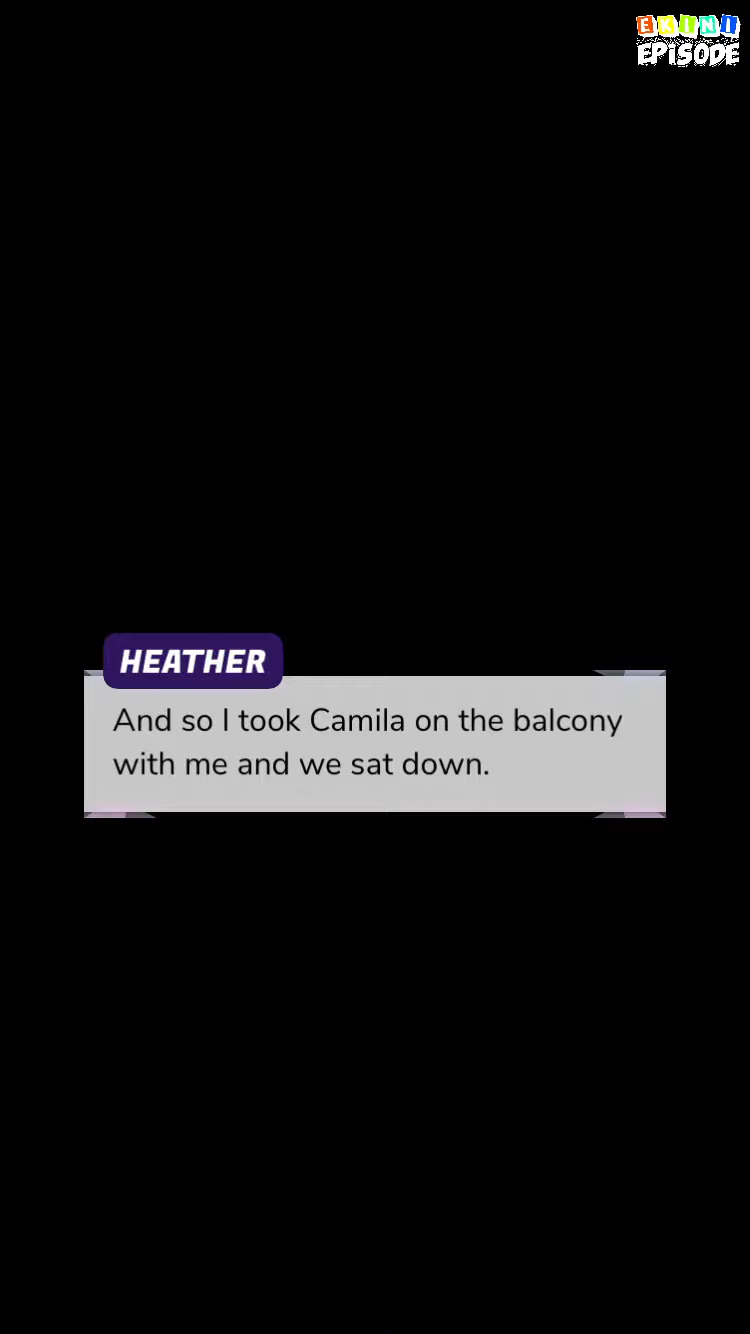 EKINI
EPISODE
HEATHER
And so I took Camila on the balcony
with me and we sat down.